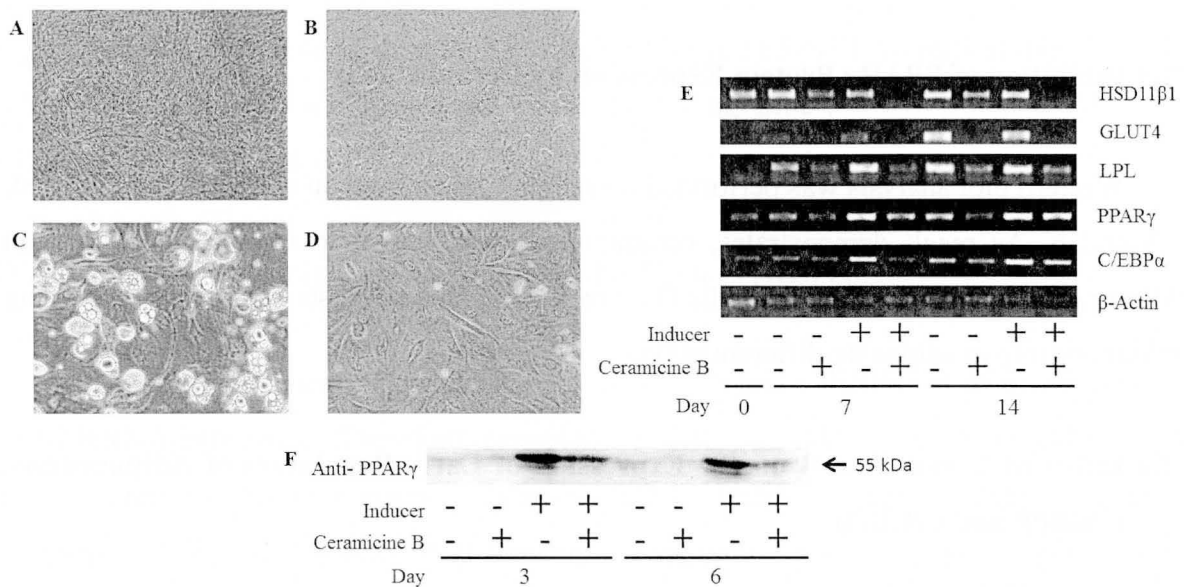 A
B
C
D
E
HSD11β1
GLUT4
LPL
PPARγ
C/EBPα
β-Actin
Inducer - - - + + - - + +
Ceramicine B - - + - + - + - +
Day 0 7 14
F
Anti- PPARγ
← 55 kDa
Inducer - - + + - - + +
Ceramicine B - + - + - + - +
Day 3 6